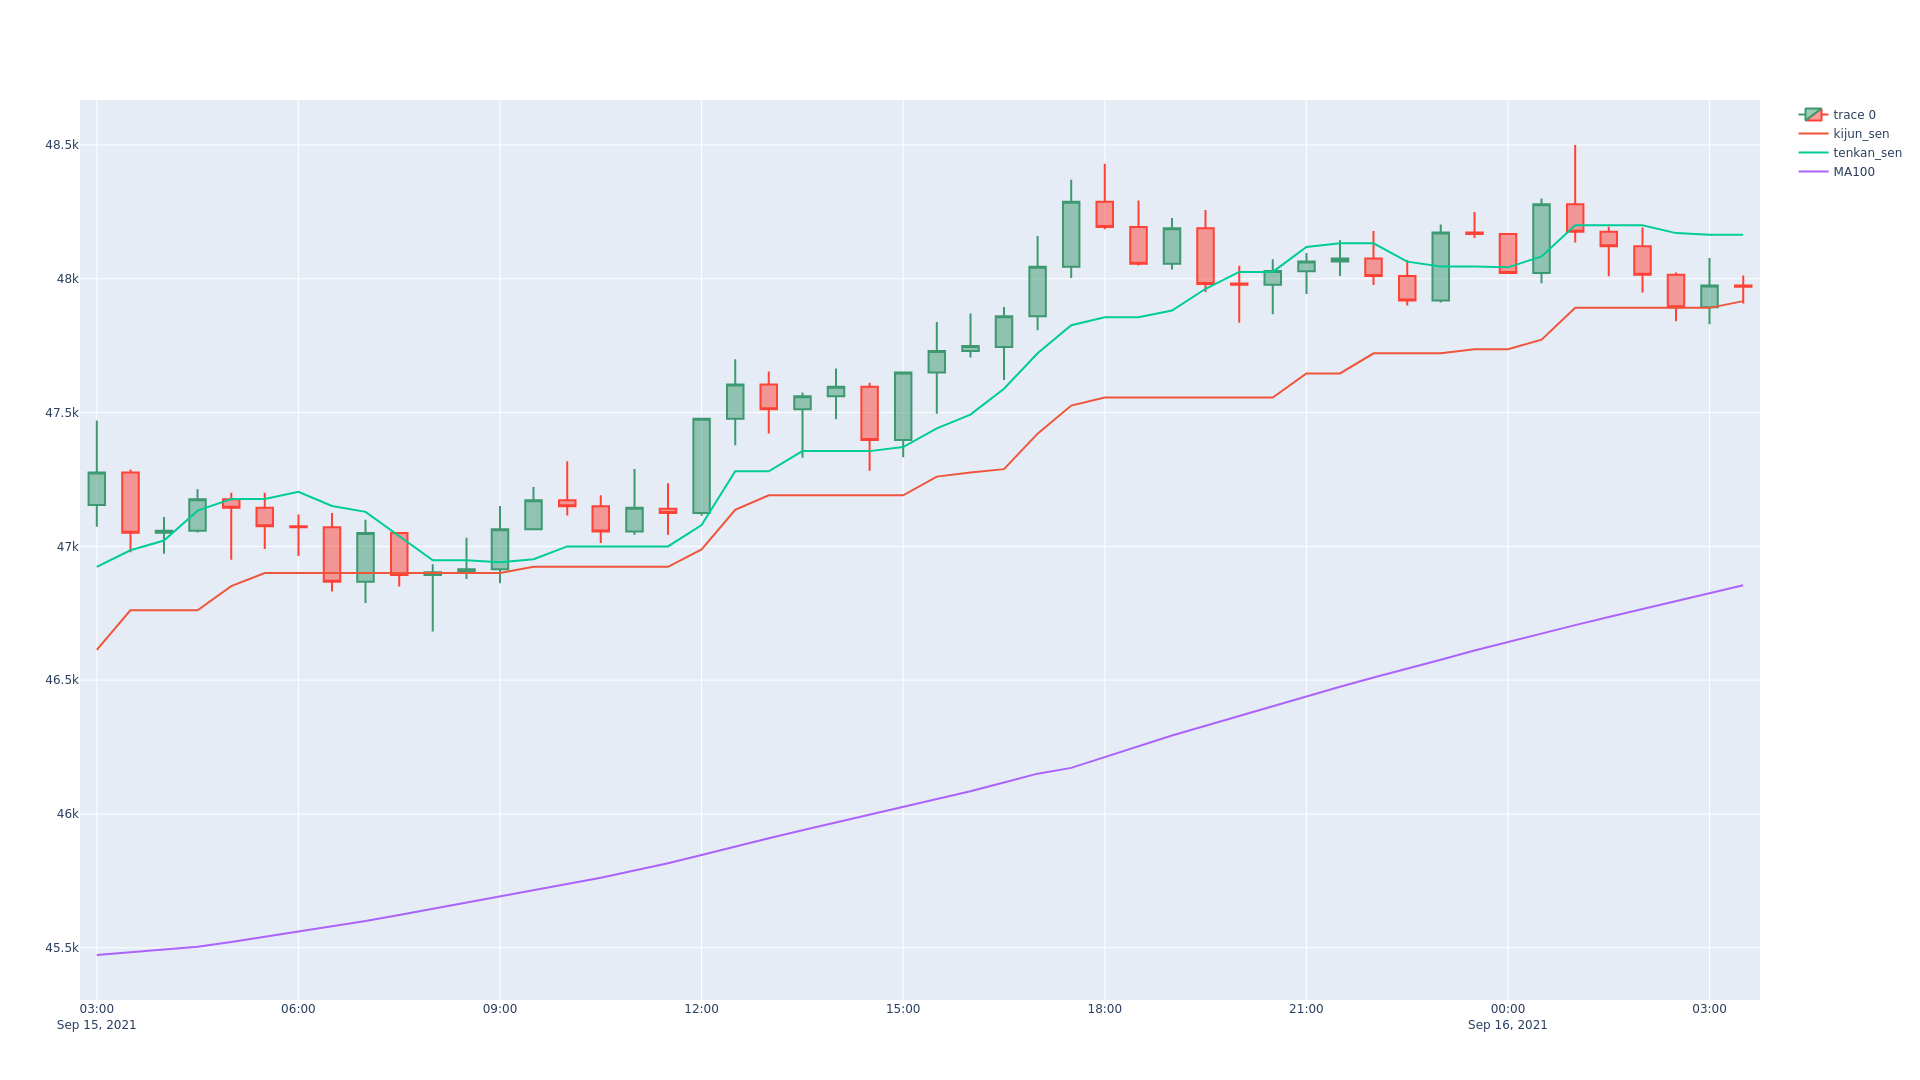 trace 0
kijun_sen
tenkan_sen
MA100
48.5k
48k
47.5k
47k
46.5k
46k
45.5k
03:00 06:00 09:00 12:00 15:00 18:00 21:00 00:00 03:00
Sep 15, 2021 Sep 16, 2021